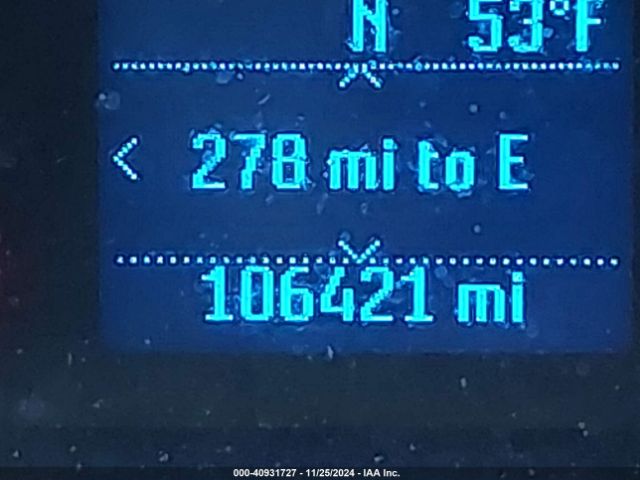 N 53°F
< 278 mi to E
106421 mi
000-40931727 - 11/25/2024 - IAA Inc.